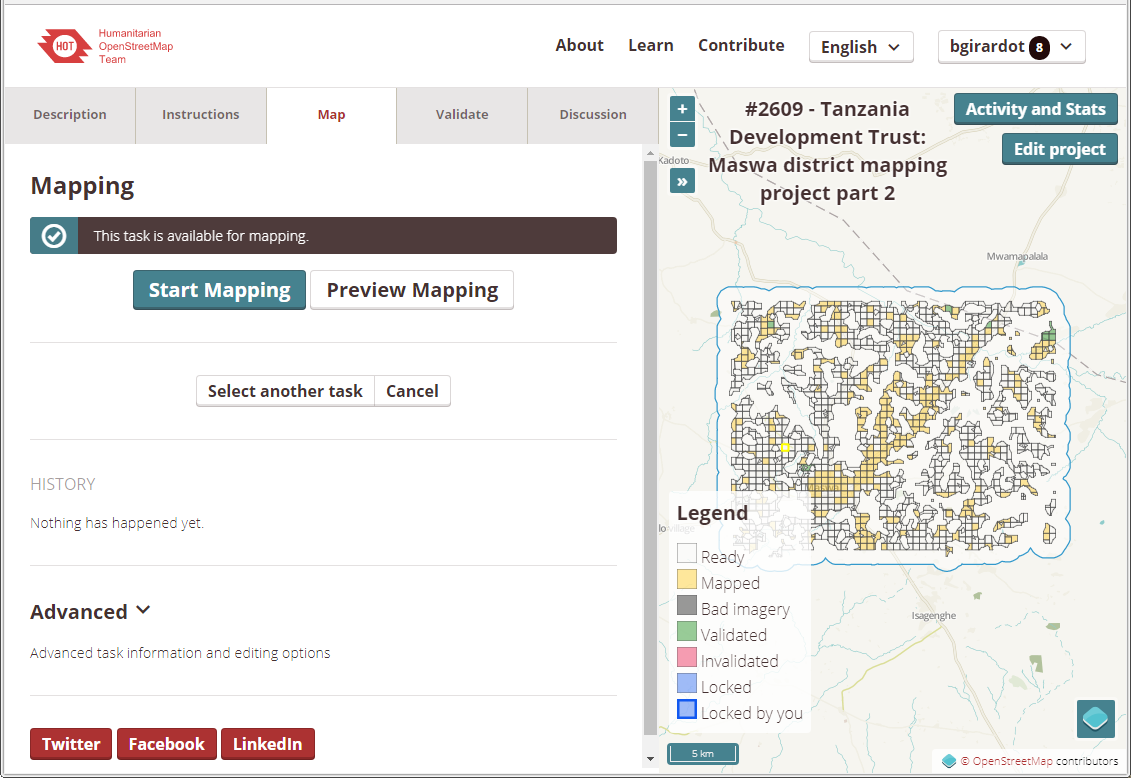 HOT
Humanitarian
OpenStreetMap
Team
About Learn Contribute English bgirardot 8
Description Instructions Map Validate Discussion
Mapping
This task is available for mapping.
Start Mapping Preview Mapping
Select another task Cancel
HISTORY
Nothing has happened yet.
Advanced
Advanced task information and editing options
Twitter Facebook LinkedIn
+
−
»
#2609 - Tanzania
Development Trust:
Maswa district mapping
project part 2
Activity and Stats
Edit project
Kadoto
Mwamapalala
Maswa
Isagenghe
Legend
Ready
Mapped
Bad imagery
Validated
Invalidated
Locked
Locked by you
5 km
© OpenStreetMap contributors